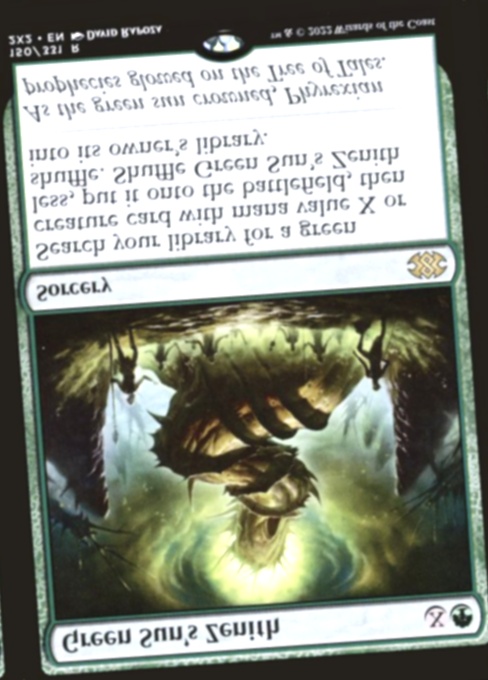 Green Sun's Zenith X
Sorcery
Search your library for a green
creature card with mana value X or
less, put it onto the battlefield, then
shuffle. Shuffle Green Sun's Zenith
into its owner's library.
As the green sun crowned, Phyrexian
prophecies glowed on the Tree of Tales.
150/331 R
2X2 • EN DAVID RAPOZA
™ & © 2022 Wizards of the Coast